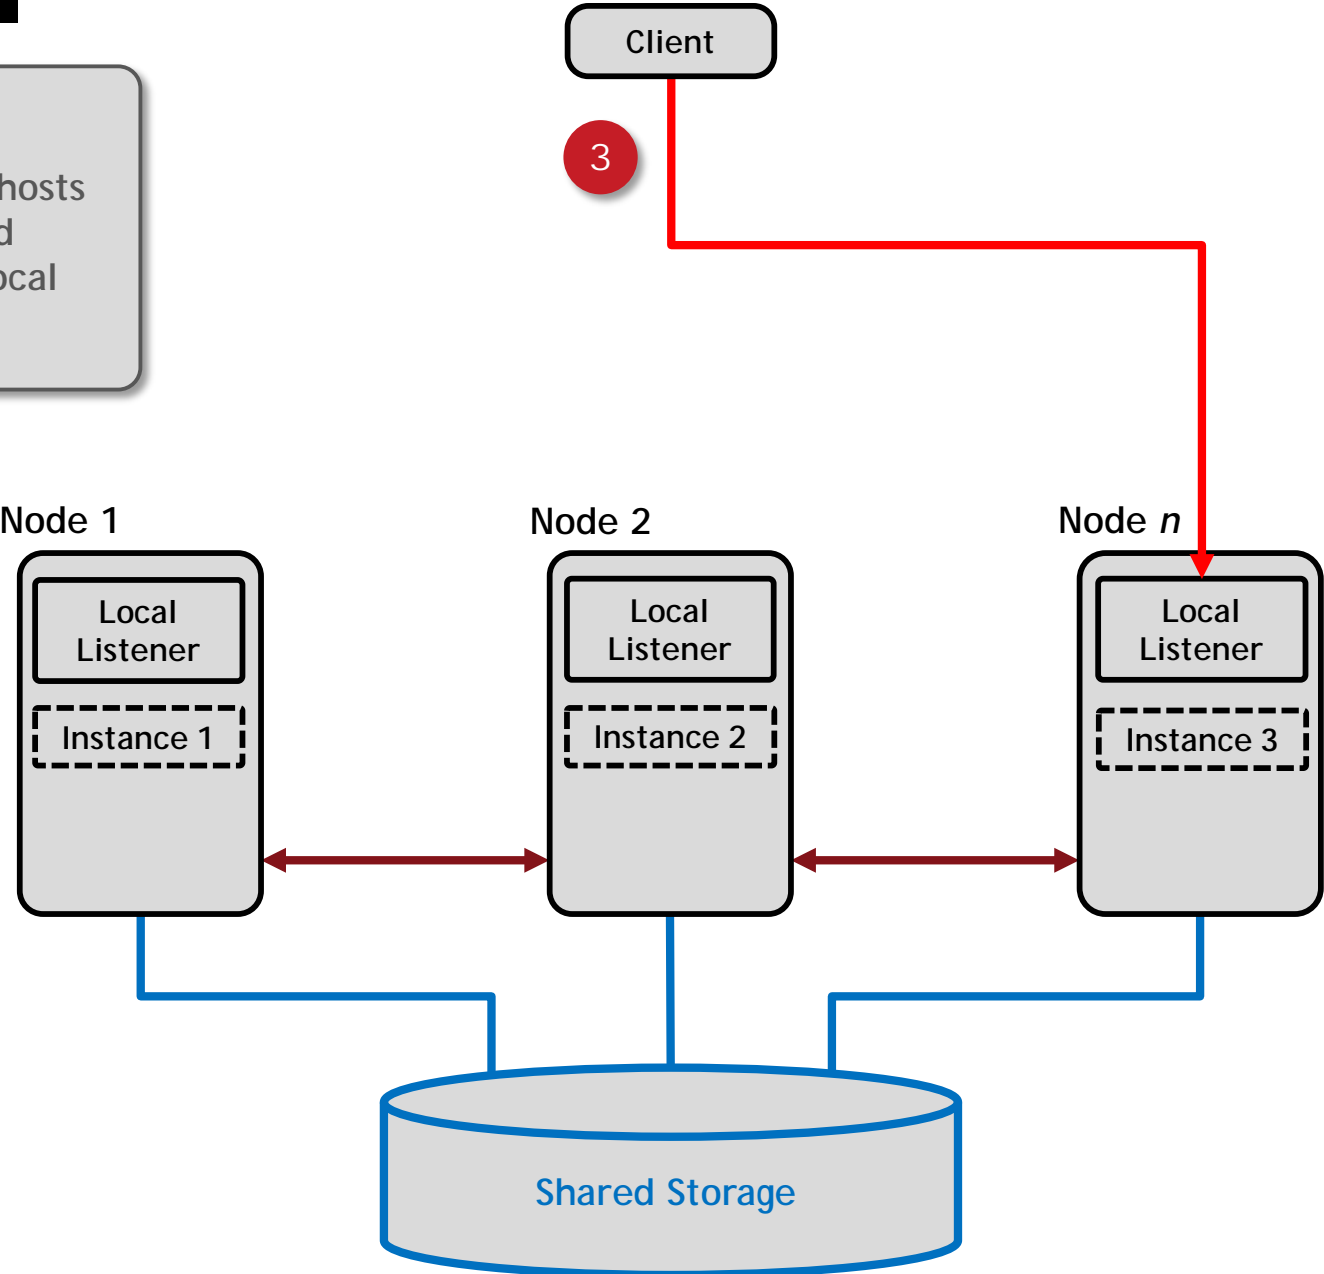 Client
3
hosts
Node 1
Node 2
Node n
Local
Listener
Instance 1
Local
Listener
Instance 2
Local
Listener
Instance 3
Shared Storage